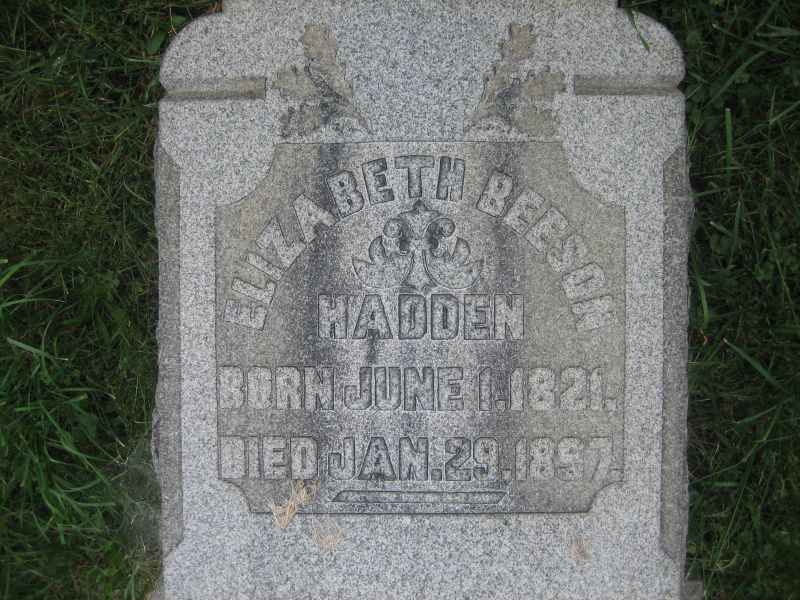 ELIZABETH BEESON
HADDEN
BORN JUNE 1. 1821.
DIED JAN. 29. 1897.